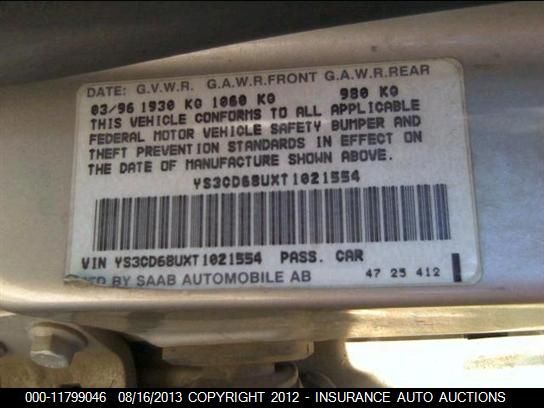 DATE: G.V.W.R. G.A.W.R.FRONT G.A.W.R.REAR
03/96 1930 KG 1060 KG 980 KG
THIS VEHICLE CONFORMS TO ALL APPLICABLE
FEDERAL MOTOR VEHICLE SAFETY BUMPER AND
THEFT PREVENTION STANDARDS IN EFFECT ON
THE DATE OF MANUFACTURE SHOWN ABOVE.
YS3CD68UXT1021554
VIN YS3CD68UXT1021554 PASS. CAR
MFD BY SAAB AUTOMOBILE AB 47 25 412
000-11799046 08/16/2013 COPYRIGHT 2012 - INSURANCE AUTO AUCTIONS